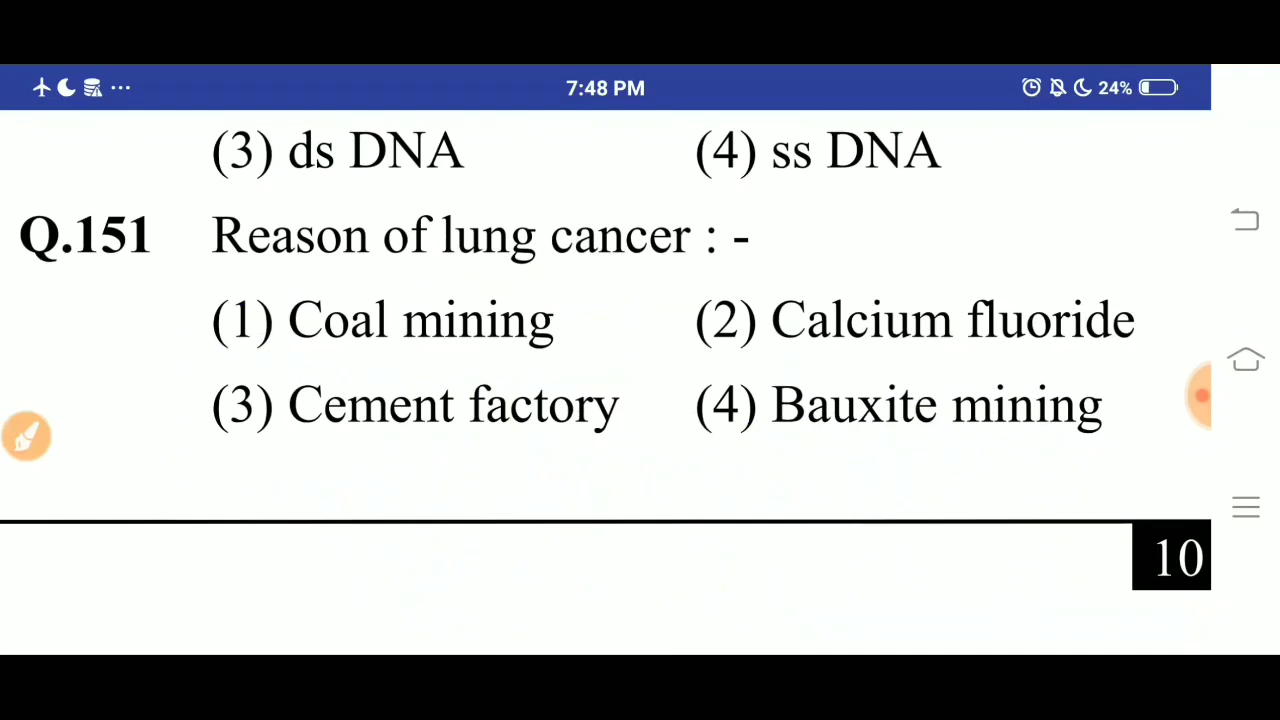 7:48 PM 24%
(3) ds DNA (4) ss DNA
Q.151 Reason of lung cancer : -
(1) Coal mining (2) Calcium fluoride
(3) Cement factory (4) Bauxite mining
10